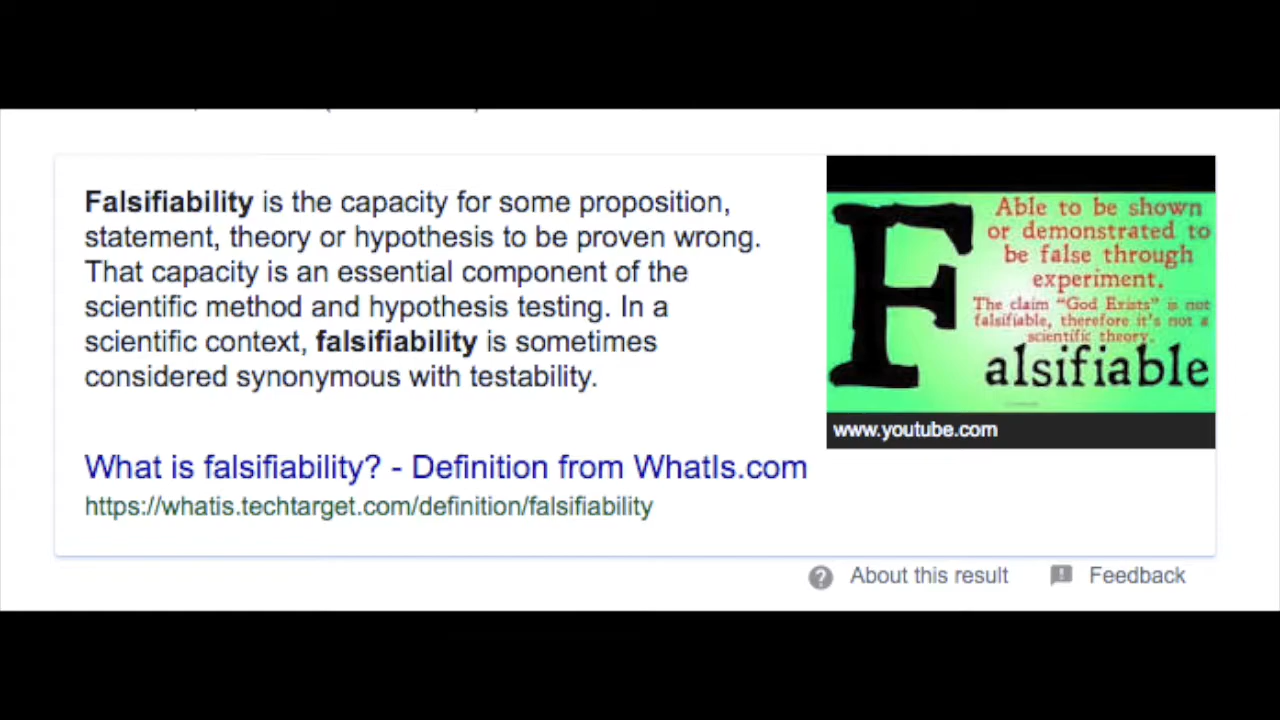 Falsifiability is the capacity for some proposition,
statement, theory or hypothesis to be proven wrong.
That capacity is an essential component of the
scientific method and hypothesis testing. In a
scientific context, falsifiability is sometimes
considered synonymous with testability.
What is falsifiability? - Definition from WhatIs.com
https://whatis.techtarget.com/definition/falsifiability
Able to be shown
or demonstrated to
be false through
experiment.
The claim “God Exists” is not
falsifiable, therefore it's not a
scientific theory.
Falsifiable
www.youtube.com
About this result
Feedback